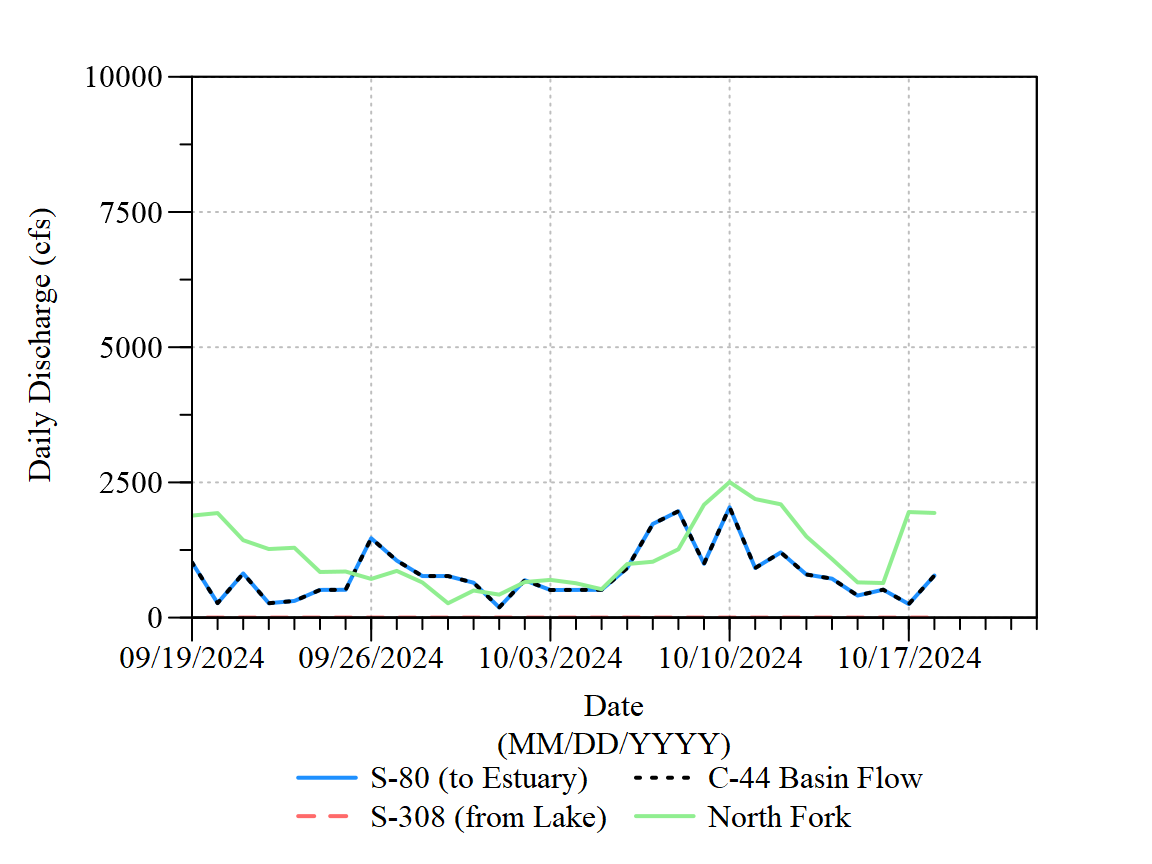 10000
7500
5000
2500
0
Daily Discharge (cfs)
09/19/2024 09/26/2024 10/03/2024 10/10/2024 10/17/2024
Date
(MM/DD/YYYY)
S-80 (to Estuary) C-44 Basin Flow
S-308 (from Lake) North Fork